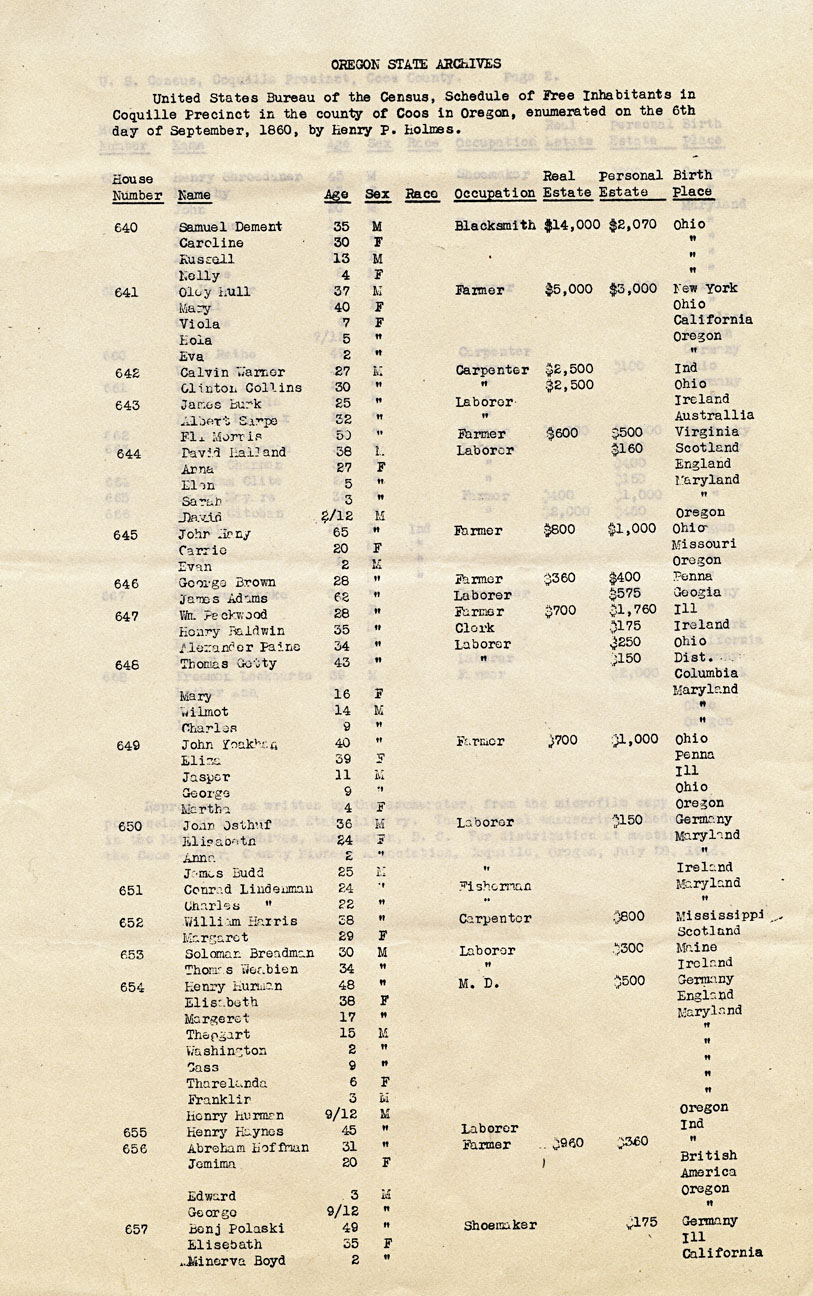 OREGON STATE ARCHIVES
United States Bureau of the Census, Schedule of Free Inhabitants in
Coquille Precinct in the county of Coos in Oregon, enumerated on the 6th
day of September, 1860, by Henry P. Holmes.
House Real Personal Birth
Number Name Age Sex Race Occupation Estate Estate Place
640 Samuel Dement 35 M Blacksmith $14,000 $2,070 Ohio
Caroline 30 F "
Russell 13 M "
Nelly 4 F "
641 Oley Hull 37 M Farmer $5,000 $3,000 New York
Mary 40 F Ohio
Viola 7 F California
Eola 5 " Oregon
Eva 2 " "
642 Calvin Warner 27 M Carpenter $2,500 Ind
Clinton Collins 30 " " $2,500 Ohio
643 James Burk 25 " Laborer Ireland
Albert Sarpe 32 " " Australlia
Eli Morris 50 " Farmer $600 $500 Virginia
644 David 38 Laborer $160 Scotland
Anna 27 F England
Elen 5 " Maryland
Sarah 3 " "
David 2/12 M Oregon
645 John 65 " Farmer $800 $1,000 Ohio
Carrie 20 F Missouri
Evan 2 M Oregon
646 George Brown 28 " Farmer $360 $400 Penna
James Adams 62 " Laborer $575 Geogia
647 Wm. Peckwood 28 " Farmer $700 $1,760 Ill
Henry Baldwin 35 " Clerk $175 Ireland
Alexander Paine 34 " Laborer $250 Ohio
648 Thomas Getty 43 " " $150 Dist.
Columbia
Mary 16 F Maryland
Wilmot 14 M "
Charles 9 " "
649 John Yoakham 40 " Farmer $700 $1,000 Ohio
Eliza 39 F Penna
Jasper 11 M Ill
George 9 " Ohio
Martha 4 F Oregon
650 John Osthuf 36 M Laborer $150 Germany
Elisabeth 24 F Maryland
Anna 2 " "
James Budd 25 M " Ireland
651 Conrad Lindenman 24 " Fisherman Maryland
Charles " 22 " " "
652 William Harris 38 " Carpenter $800 Mississippi
Margaret 29 F Scotland
653 Soloman Breadman 30 M Laborer $300 Maine
Thomas 34 " " Ireland
654 Henry Hurman 48 " M. D. $500 Germany
Elisabeth 38 F England
Margeret 17 " Maryland
Thepgart 15 M "
Washington 2 " "
Cass 9 " "
Tharelanda 6 F "
Franklin 3 M "
Henry Hurman 9/12 M Oregon
655 Henry Haynes 45 " Laborer Ind
656 Abraham Hoffman 31 " Farmer $960 $360 "
Jemima 20 F British
America
Edward 3 M Oregon
George 9/12 " "
657 Benj Polaski 49 " Shoemaker $175 Germany
Elisebath 35 F Ill
Minerva Boyd 2 " California